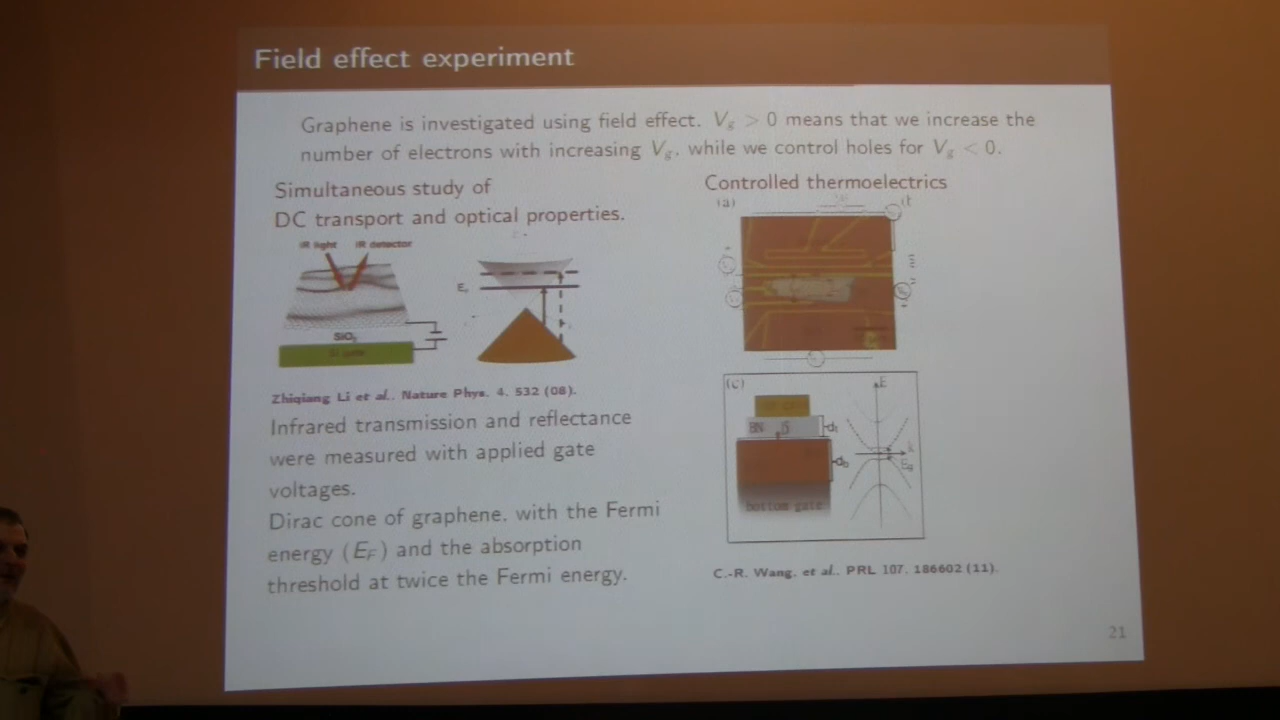 Field effect experiment
Graphene is investigated using field effect. V_g > 0 means that we increase the
number of electrons with increasing V_g, while we control holes for V_g < 0.
Simultaneous study of
DC transport and optical properties.
IR light IR detector
SiO₂
Si gate
Zhiqiang Li et al., Nature Phys. 4, 532 (08).
Infrared transmission and reflectance
were measured with applied gate
voltages.
Dirac cone of graphene, with the Fermi
energy (E_F) and the absorption
threshold at twice the Fermi energy.
Controlled thermoelectrics
(a)
(c)
E
BN
bottom gate
C.-R. Wang, et al., PRL 107, 186602 (11).
21